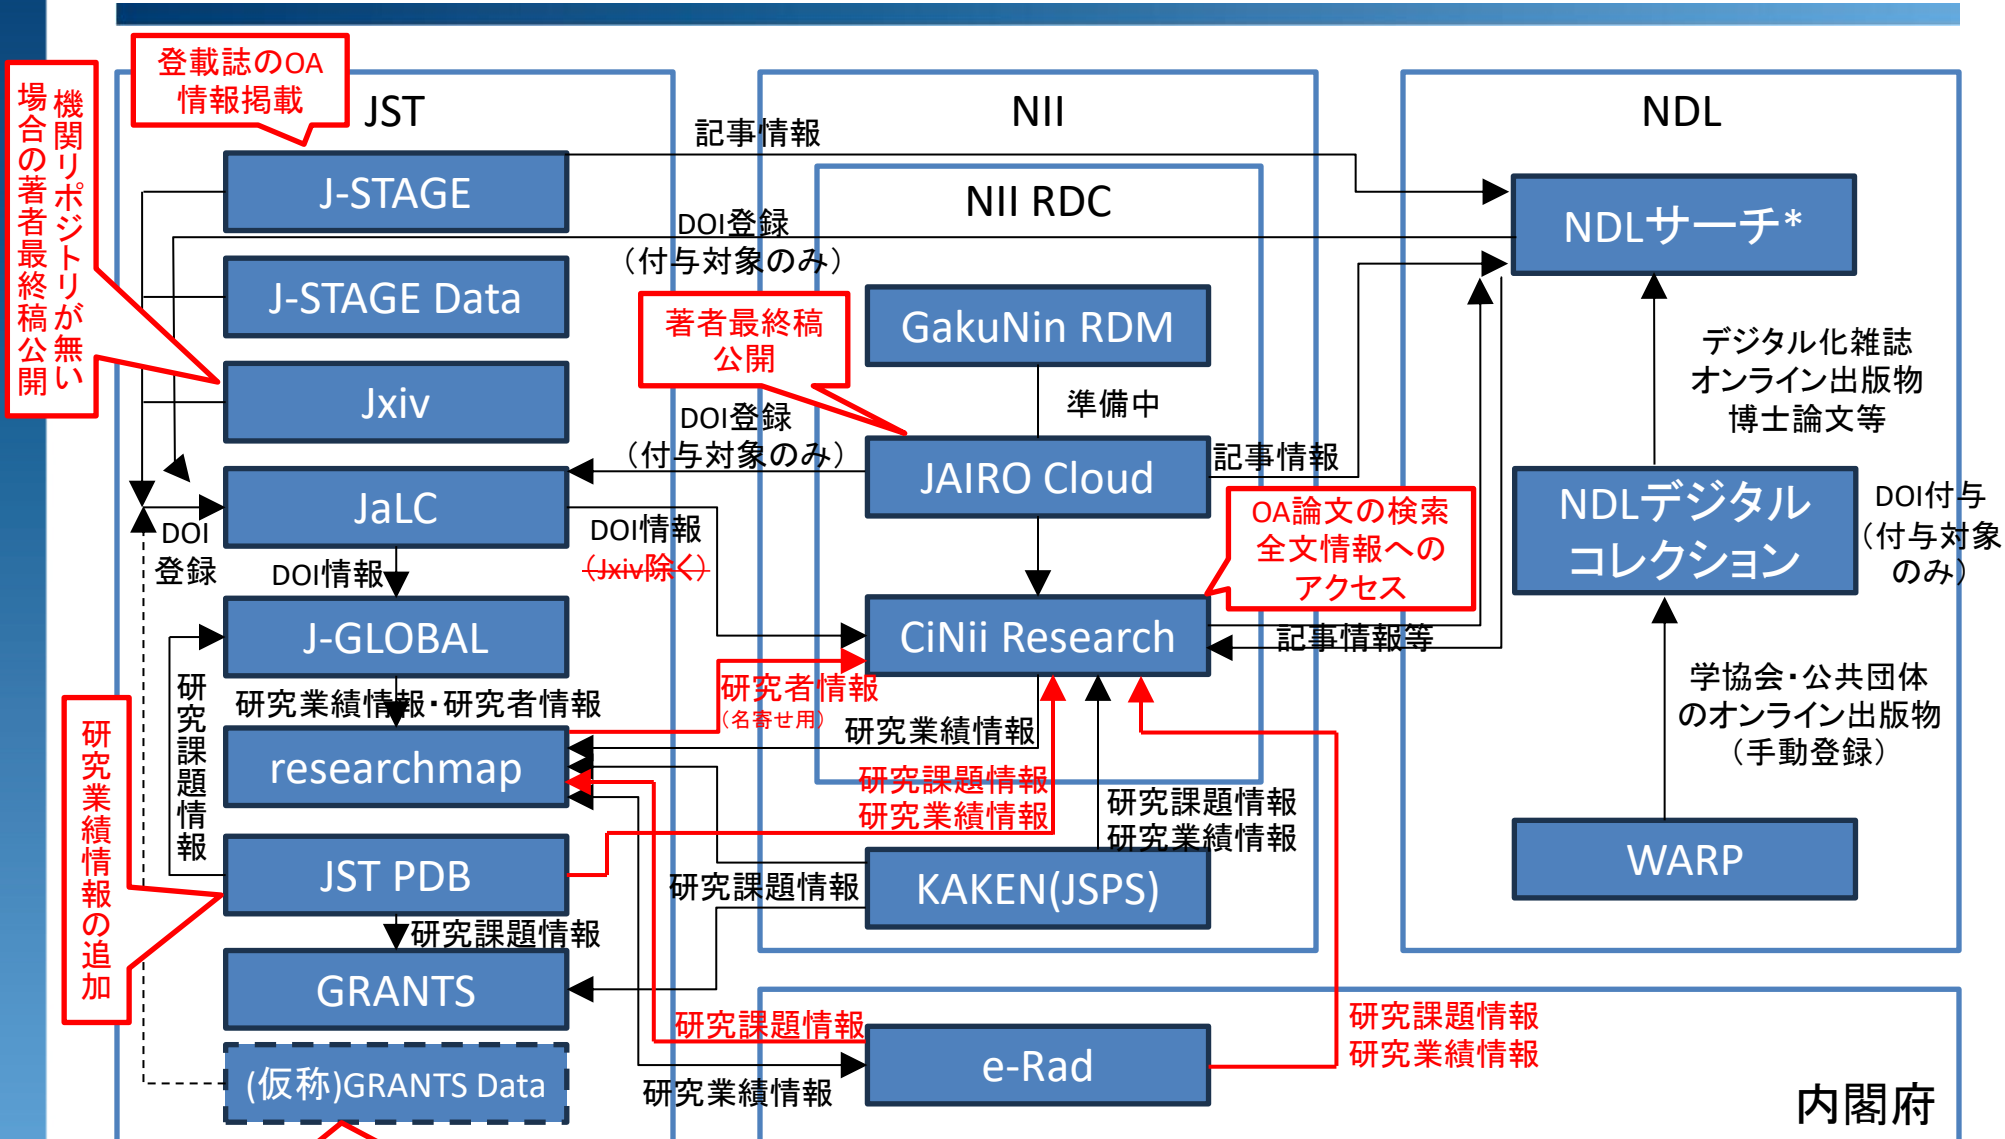 登載誌のOA
情報掲載
機関リポジトリが無い
場合の著者最終稿公開
JST
J-STAGE
J-STAGE Data
Jxiv
JaLC
DOI
登録
DOI情報
J-GLOBAL
研究課題情報
研究業績情報・研究者情報
researchmap
研究業績情報の追加
JST PDB
研究課題情報
GRANTS
(仮称)GRANTS Data
記事情報
DOI登録
（付与対象のみ）
DOI登録
（付与対象のみ）
DOI情報
（Jxiv除く）
研究者情報
（名寄せ用）
NII
NII RDC
GakuNin RDM
著者最終稿
公開
準備中
JAIRO Cloud
記事情報
OA論文の検索
全文情報への
アクセス
CiNii Research
記事情報等
研究業績情報
研究課題情報
研究業績情報
研究課題情報
研究業績情報
KAKEN(JSPS)
研究課題情報
研究課題情報
e-Rad
研究業績情報
研究課題情報
研究業績情報
内閣府
NDL
NDLサーチ*
デジタル化雑誌
オンライン出版物
博士論文等
NDLデジタル
コレクション
DOI付与
（付与対象
のみ）
学協会・公共団体
のオンライン出版物
（手動登録）
WARP